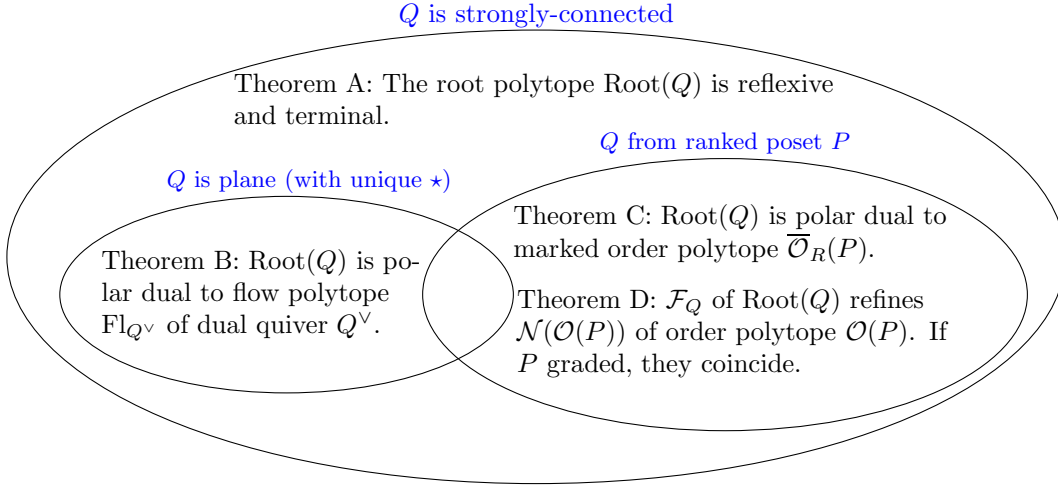 Q is strongly-connected
Theorem A: The root polytope Root(Q) is reflexive
and terminal.
Q from ranked poset P
Q is plane (with unique ⋆)
Theorem C: Root(Q) is polar dual to
marked order polytope 𝒪̅_R(P).
Theorem B: Root(Q) is po-
lar dual to flow polytope
Fl_{Q^∨} of dual quiver Q^∨.
Theorem D: ℱ_Q of Root(Q) refines
𝒩(𝒪(P)) of order polytope 𝒪(P). If
P graded, they coincide.